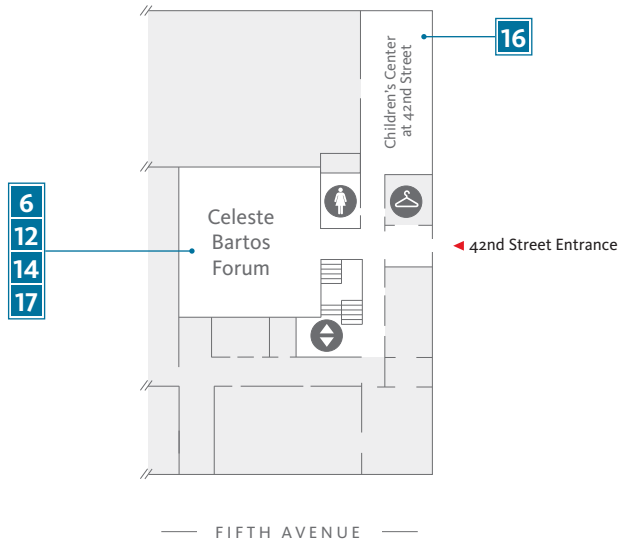 16
Children's Center
at 42nd Street
6
12
14
17
Celeste
Bartos
Forum
42nd Street Entrance
FIFTH AVENUE